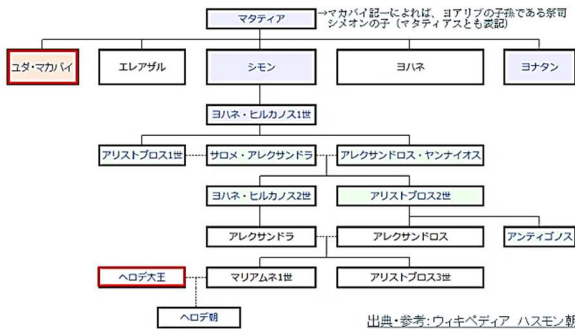 マタティア
→マカバイ記一によれば、ヨアリブの子孫である祭司
シメオンの子（マタティアスとも表記）
ユダ・マカバイ
エレアザル
シモン
ヨハネ
ヨナタン
ヨハネ・ヒルカノス1世
アリストブロス1世
サロメ・アレクサンドラ
アレクサンドロス・ヤンナイオス
ヨハネ・ヒルカノス2世
アリストブロス2世
アレクサンドラ
アレクサンドロス
アンティゴノス
ヘロデ大王
マリアムネ1世
アリストブロス3世
ヘロデ朝
出典・参考:ウィキペディア ハスモン朝